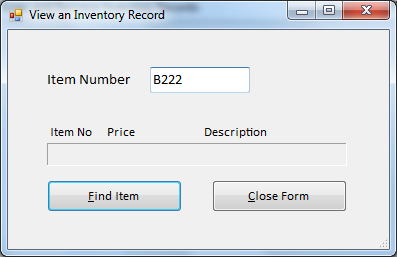 View an Inventory Record
Item Number B222
Item No Price Description
Find Item Close Form